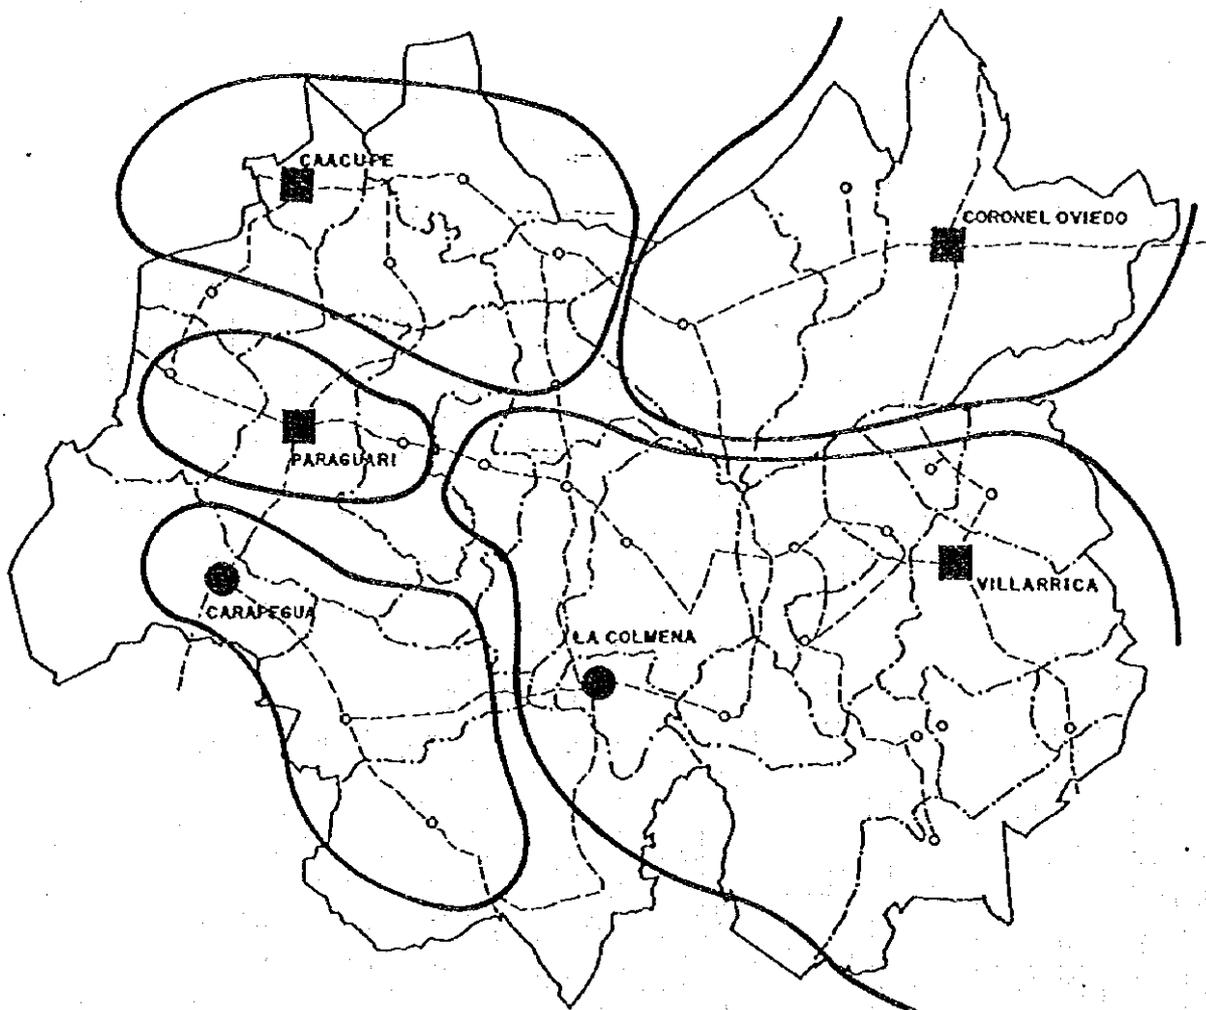 CAACUPE
CORONEL OVIEDO
PARAGUARI
CARAPEGUA
LA COLMENA
VILLARRICA